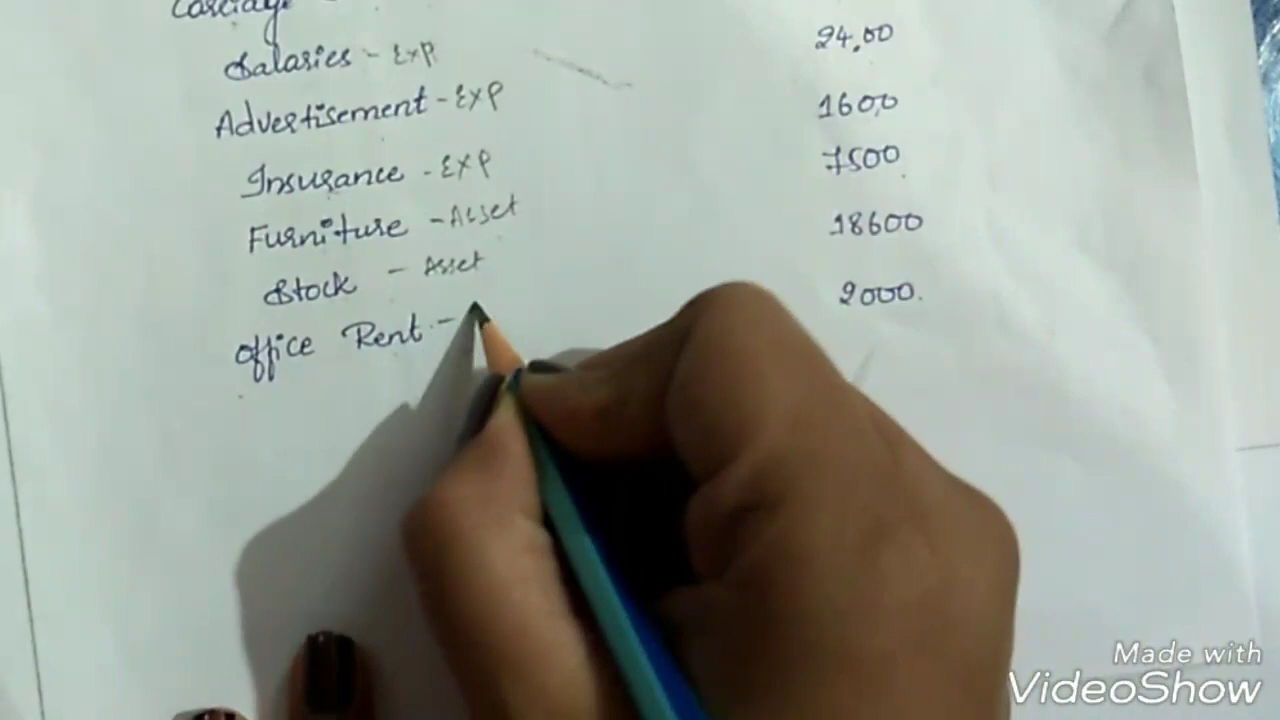 Salaries - Exp 24,00
Advertisement - Exp 1600
Insurance - Exp 7500
Furniture - Asset 18600
Stock - Asset 2000.
Office Rent -
Made with
VideoShow